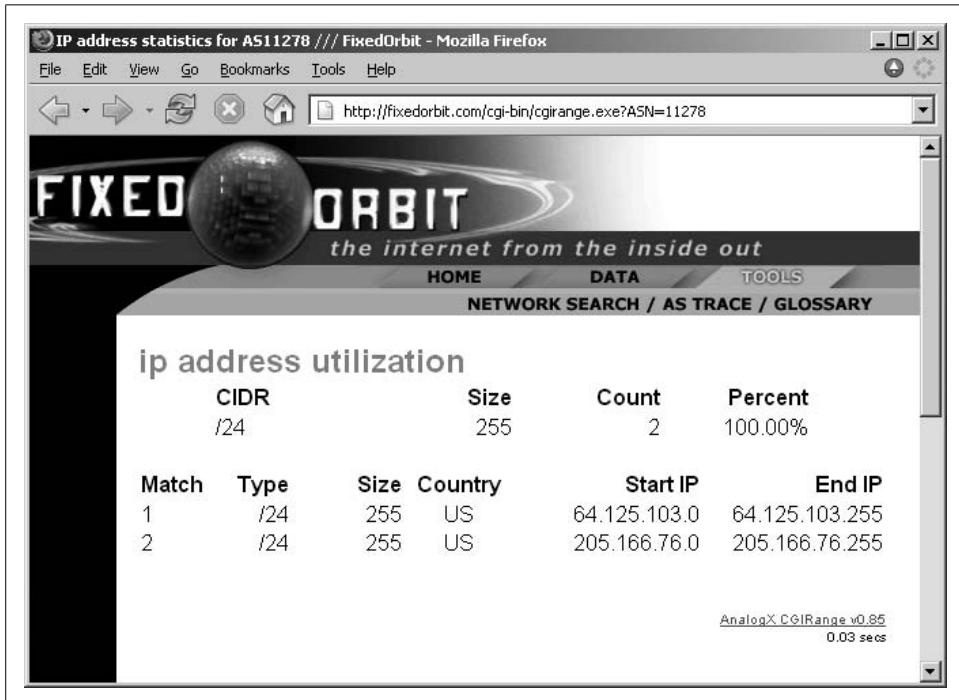 IP address statistics for AS11278 /// FixedOrbit - Mozilla Firefox
File Edit View Go Bookmarks Tools Help
http://fixedorbit.com/cgi-bin/cgirange.exe?ASN=11278
FIXED ORBIT
the internet from the inside out
HOME DATA TOOLS
NETWORK SEARCH / AS TRACE / GLOSSARY
ip address utilization
CIDR Size Count Percent
/24 255 2 100.00%
Match Type Size Country Start IP End IP
1 /24 255 US 64.125.103.0 64.125.103.255
2 /24 255 US 205.166.76.0 205.166.76.255
AnalogX CGIRange v0.85
0.03 secs